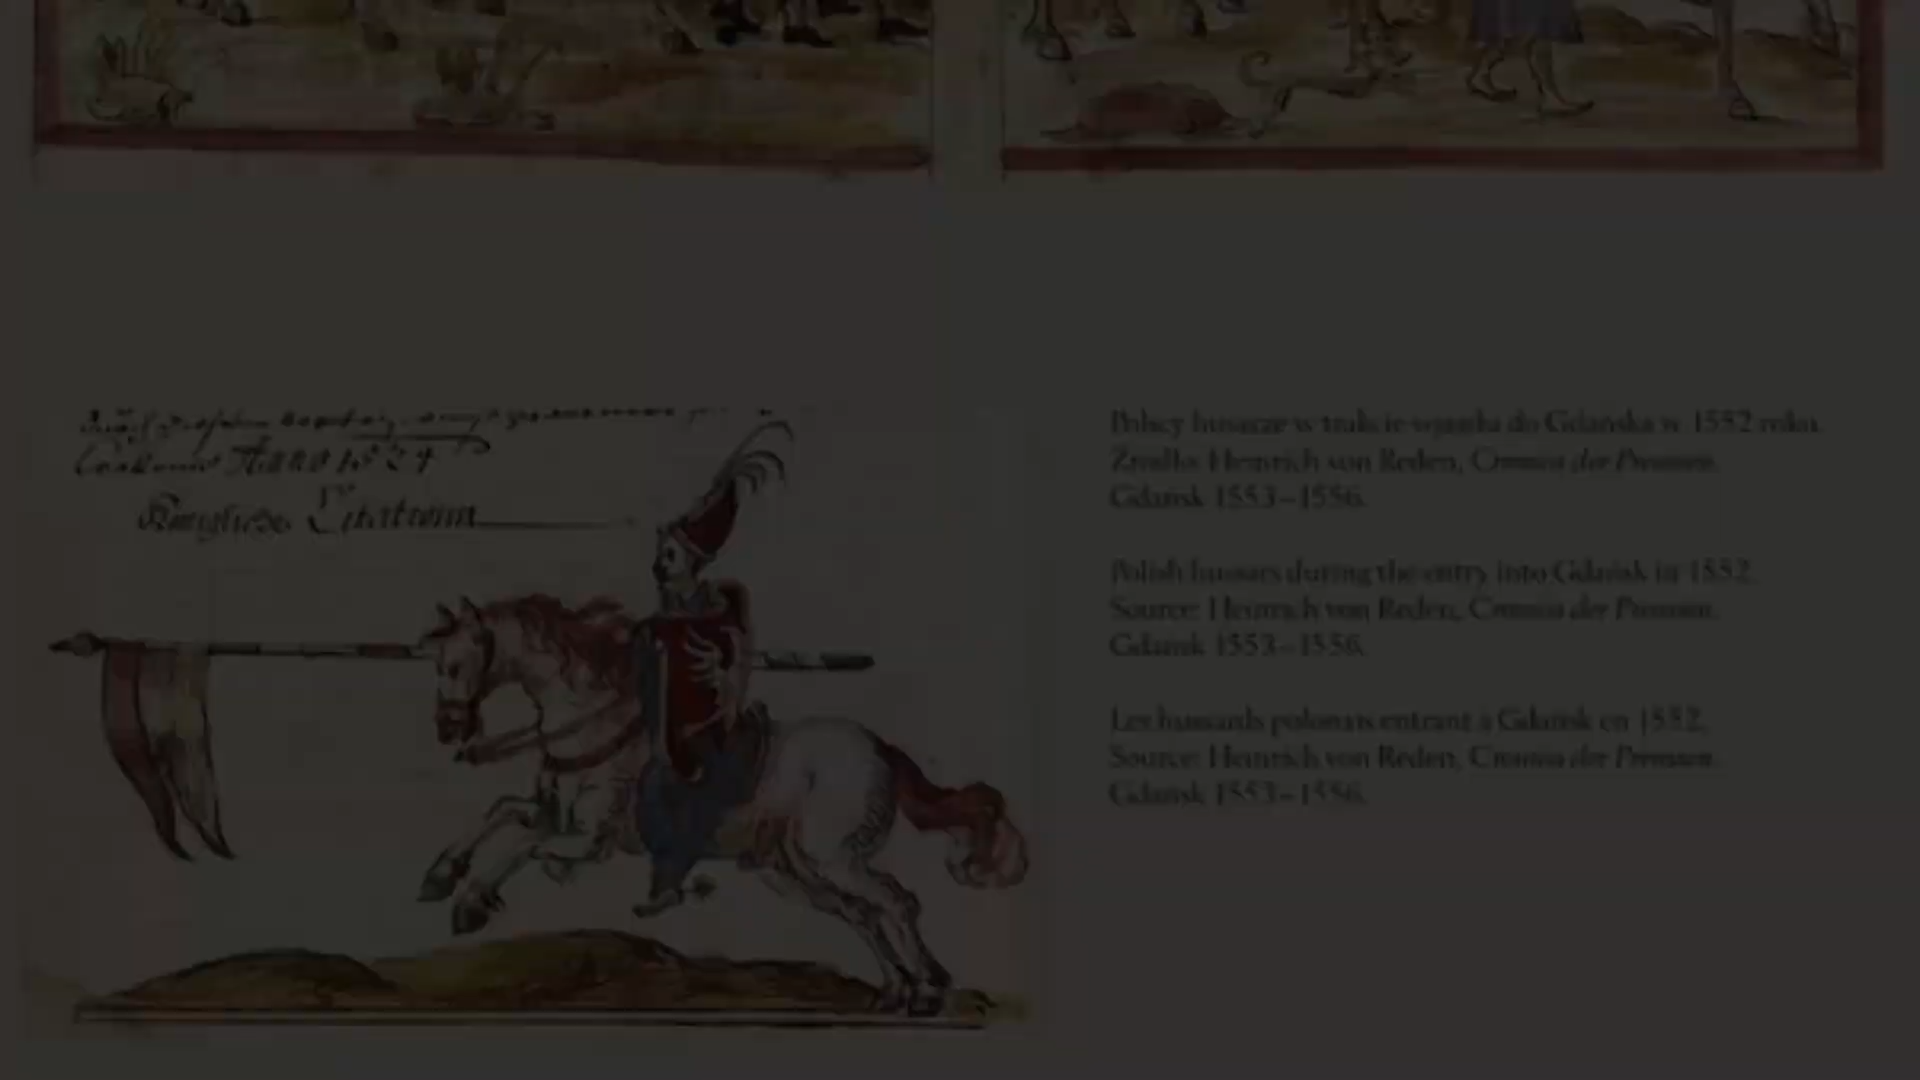 Königliche
Polscy husarze w trakcie wjazdu do Gdańska w 1552 roku.
Źródło: Heinrich von Reden, Cronica der Preussen.
Gdańsk 1553–1556.
Polish hussars during the entry into Gdańsk in 1552.
Source: Heinrich von Reden, Cronica der Preussen.
Gdańsk 1553–1556.
Les hussards polonais entrant à Gdańsk en 1552.
Source: Heinrich von Reden, Cronica der Preussen.
Gdańsk 1553–1556.